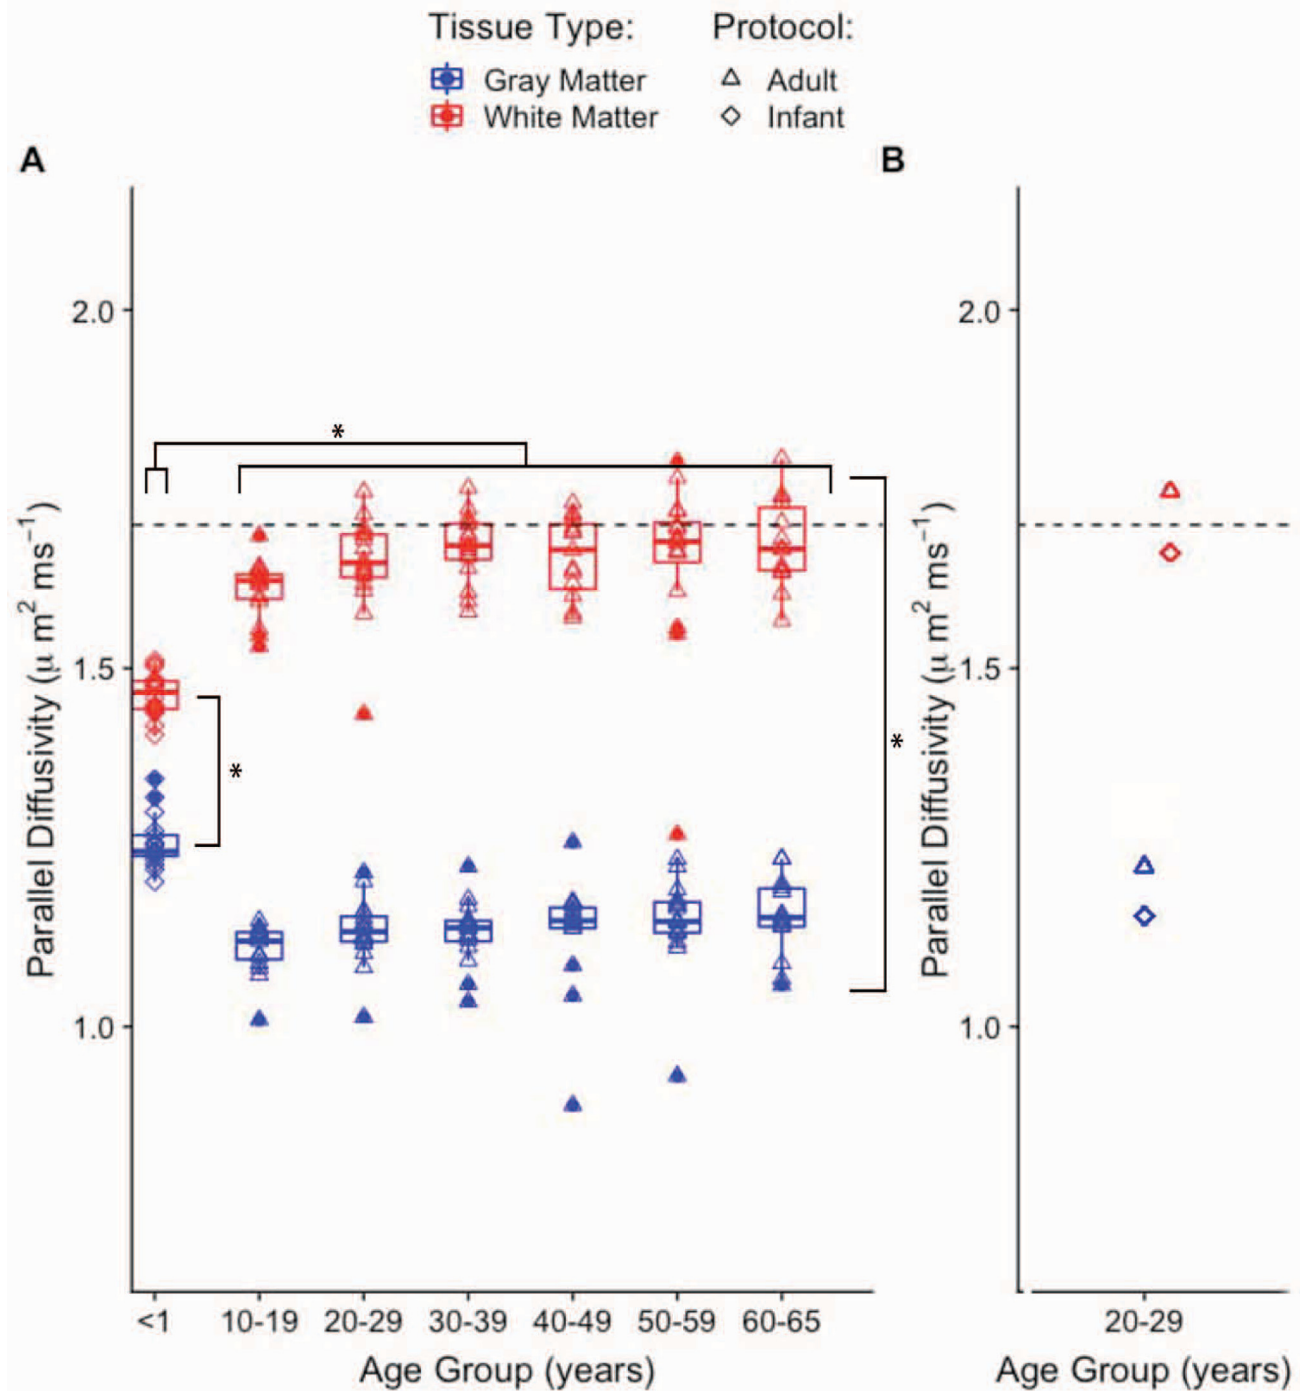 Tissue Type:
Gray Matter
White Matter
Protocol:
Adult
Infant
A
Parallel Diffusivity (μ m² ms⁻¹)
2.0
1.5
1.0
*
*
*
<1 10-19 20-29 30-39 40-49 50-59 60-65
Age Group (years)
B
Parallel Diffusivity (μ m² ms⁻¹)
2.0
1.5
1.0
20-29
Age Group (years)